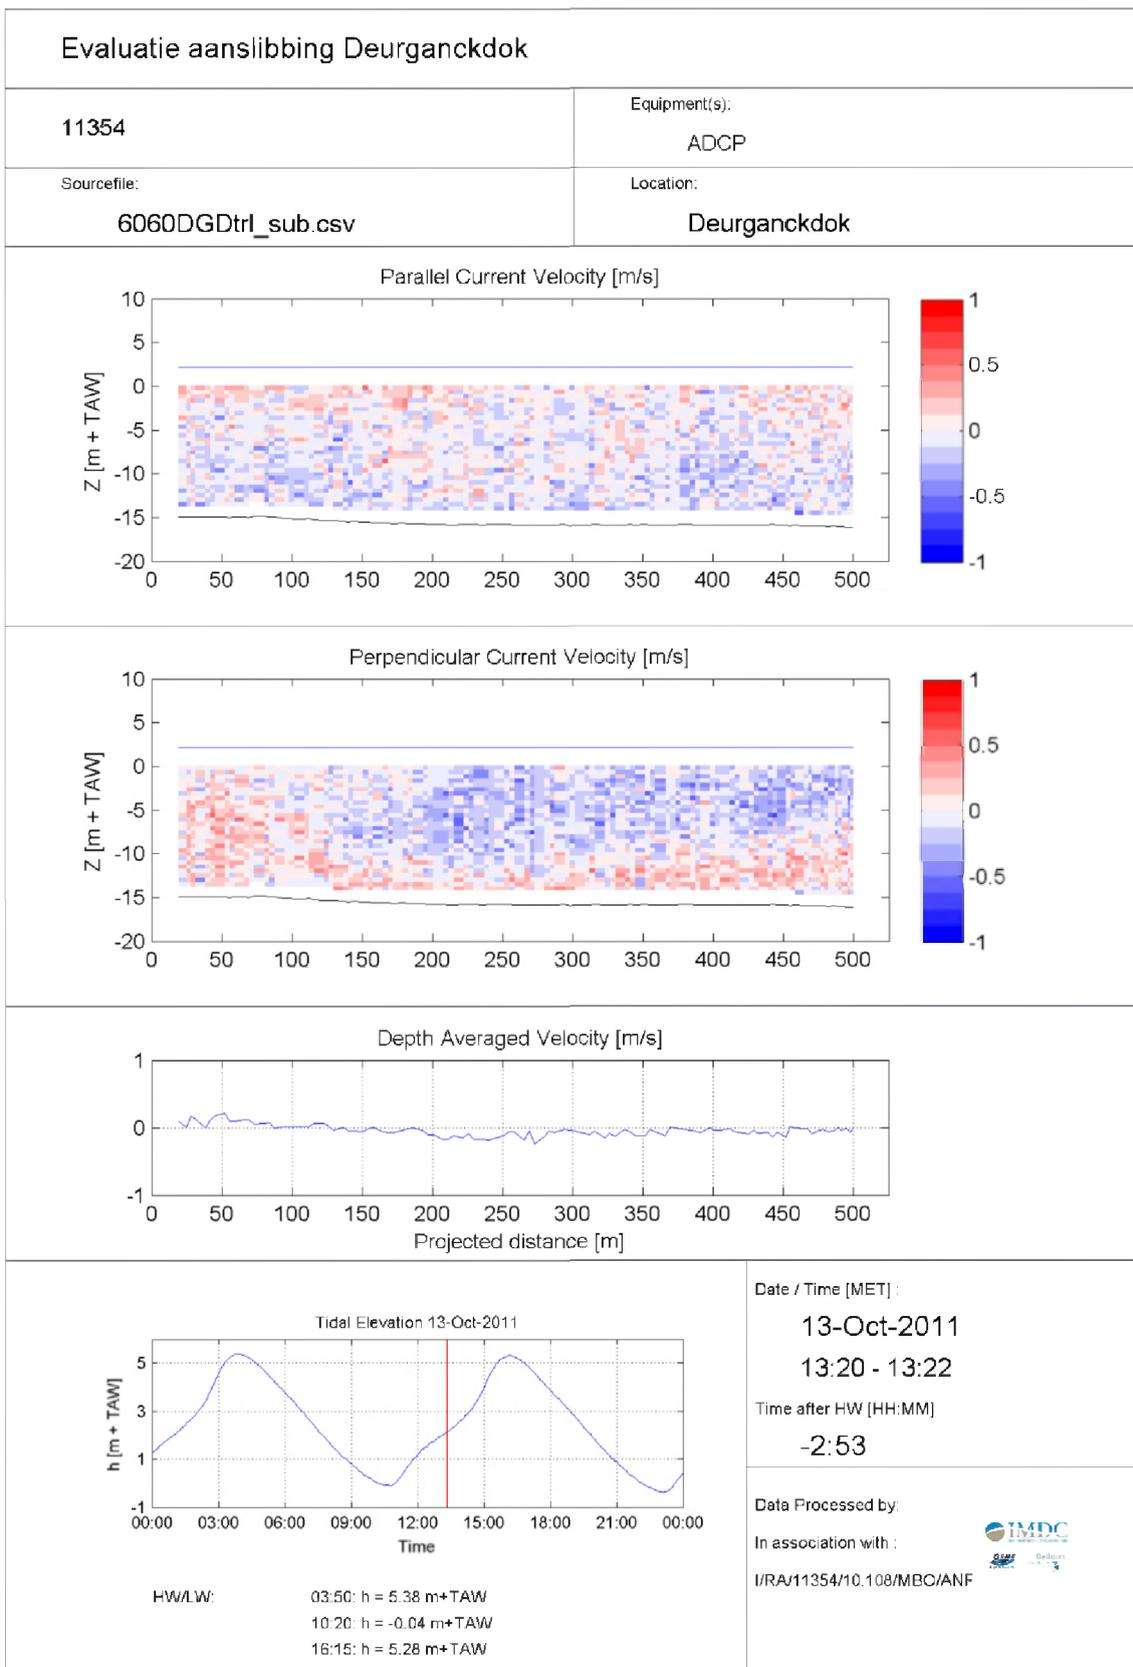 Evaluatie aanslibbing Deurganckdok
11354
Equipment(s):
ADCP
Sourcefile:
6060DGDtrl_sub.csv
Location:
Deurganckdok
Parallel Current Velocity [m/s]
10
5
0
-5
-10
-15
-20
Z [m + TAW]
0 50 100 150 200 250 300 350 400 450 500
1
0.5
0
-0.5
-1
Perpendicular Current Velocity [m/s]
10
5
0
-5
-10
-15
-20
Z [m + TAW]
0 50 100 150 200 250 300 350 400 450 500
1
0.5
0
-0.5
-1
Depth Averaged Velocity [m/s]
1
0
-1
0 50 100 150 200 250 300 350 400 450 500
Projected distance [m]
Tidal Elevation 13-Oct-2011
5
3
1
-1
h [m + TAW]
00:00 03:00 06:00 09:00 12:00 15:00 18:00 21:00 00:00
Time
HW/LW:
03:50: h = 5.38 m+TAW
10:20: h = -0.04 m+TAW
16:15: h = 5.28 m+TAW
Date / Time [MET] :
13-Oct-2011
13:20 - 13:22
Time after HW [HH:MM]
-2:53
Data Processed by:
IMDC
In association with :
I/RA/11354/10.108/MBO/ANF